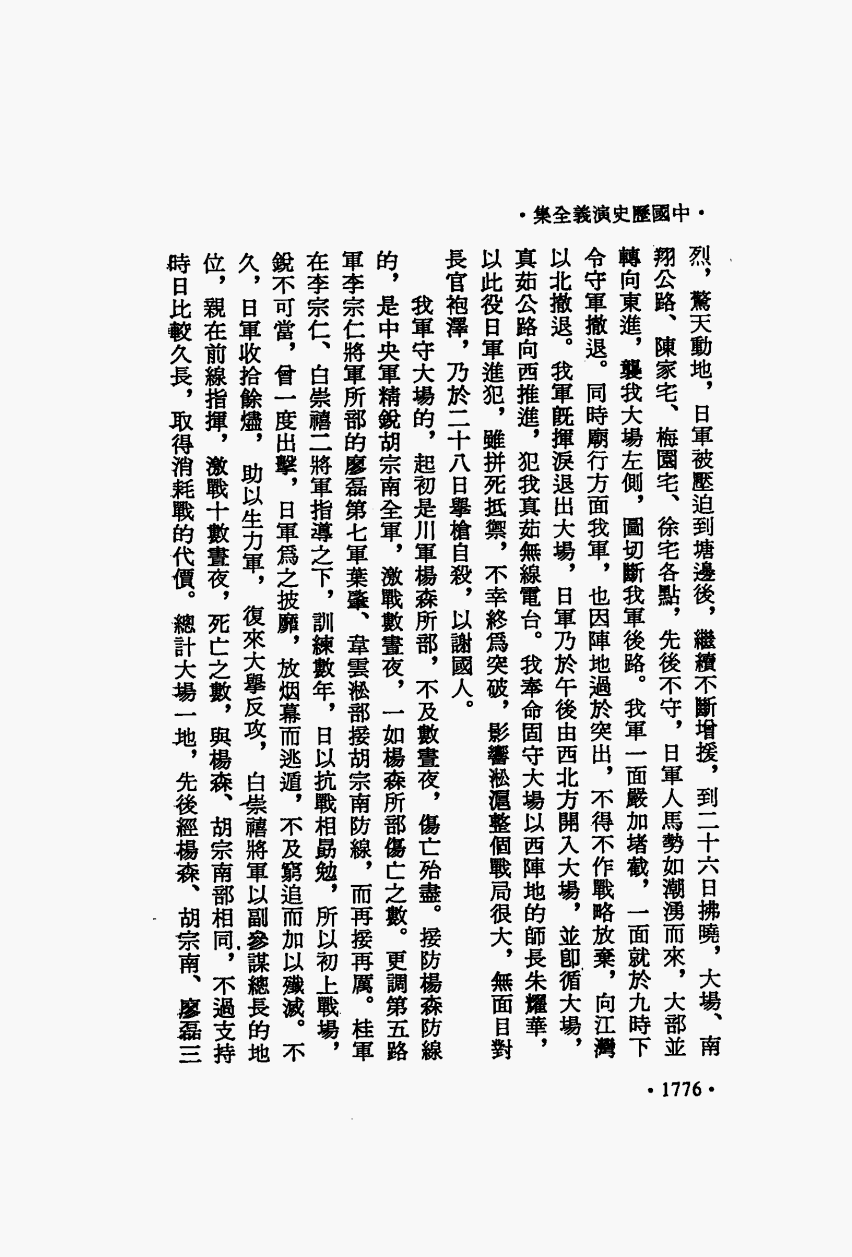 ·中國歷史演義全集·
烈，驚天動地，日軍被壓迫到塘邊後，繼續不斷增援，到二十六日拂曉，大場、南
翔公路、陳家宅、梅園宅、徐宅各點，先後不守，日軍人馬勢如潮湧而來，大部並
轉向東進，襲我大場左側，圖切斷我軍後路。我軍一面嚴加堵截，一面就於九時下
令守軍撤退。同時廟行方面我軍，也因陣地過於突出，不得不作戰略放棄，向江灣
以北撤退。我軍既揮淚退出大場，日軍乃於午後由西北方開入大場，並卽循大場，
真茹公路向西推進，犯我真茹無線電台。我奉命固守大場以西陣地的師長朱耀華，
以此役日軍進犯，雖拼死抵禦，不幸終爲突破，影響淞滬整個戰局很大，無面目對
長官袍澤，乃於二十八日舉槍自殺，以謝國人。
我軍守大場的，起初是川軍楊森所部，不及數晝夜，傷亡殆盡。接防楊森防線
的，是中央軍精銳胡宗南全軍，激戰數晝夜，一如楊森所部傷亡之數。更調第五路
軍李宗仁將軍所部的廖磊第七軍葉肇、韋雲淞部接胡宗南防線，而再接再厲。桂軍
在李宗仁、白崇禧二將軍指導之下，訓練數年，日以抗戰相勗勉，所以初上戰場，
銳不可當，曾一度出擊，日軍爲之披靡，放烟幕而逃遁，不及窮追而加以殲滅。不
久，日軍收拾餘燼，助以生力軍，復來大舉反攻，白崇禧將軍以副參謀總長的地
位，親在前線指揮，激戰十數晝夜，死亡之數，與楊森、胡宗南部相同，不過支持
時日比較久長，取得消耗戰的代價。總計大場一地，先後經楊森、胡宗南、廖磊三
·1776·